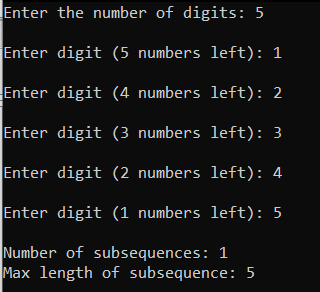 Enter the number of digits: 5
Enter digit (5 numbers left): 1
Enter digit (4 numbers left): 2
Enter digit (3 numbers left): 3
Enter digit (2 numbers left): 4
Enter digit (1 numbers left): 5
Number of subsequences: 1
Max length of subsequence: 5